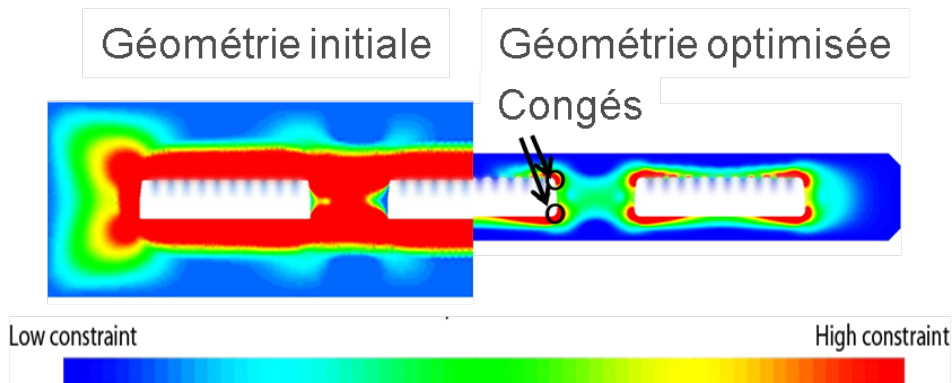 Géométrie initiale
Géométrie optimisée
Congés
Low constraint
High constraint